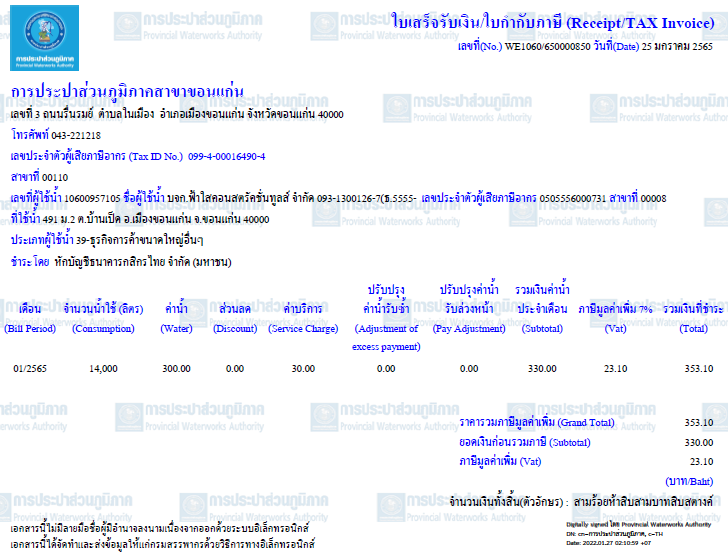 ใบเสร็จรับเงิน/ใบกำกับภาษี (Receipt/TAX Invoice)
เลขที่(No.) WE1060/650000850 วันที่(Date) 25 มกราคม 2565
การประปาส่วนภูมิภาคสาขาขอนแก่น
เลขที่ 3 ถนนรื่นรมย์ ตำบลในเมือง อำเภอเมืองขอนแก่น จังหวัดขอนแก่น 40000
โทรศัพท์ 043-221218
เลขประจำตัวผู้เสียภาษีอากร (Tax ID No.) 099-4-00016490-4
สาขาที่ 00110
เลขที่ผู้ใช้น้ำ 10600957105 ชื่อผู้ใช้น้ำ บจก.ฟ้าใสคอนสตรัคชั่นทูลส์ จำกัด 093-1300126-7(ธ.5555- เลขประจำตัวผู้เสียภาษีอากร 0505556000731 สาขาที่ 00008
ที่ใช้น้ำ 491 ม.2 ต.บ้านเป็ด อ.เมืองขอนแก่น จ.ขอนแก่น 40000
ประเภทผู้ใช้น้ำ 39-ธุรกิจการค้าขนาดใหญ่อื่นๆ
ชำระโดย หักบัญชีธนาคารกสิกรไทย จำกัด (มหาชน)
ปรับปรุง ปรับปรุงค่าน้ำ รวมเงินค่าน้ำ
เดือน จำนวนน้ำใช้ (ลิตร) ค่าน้ำ ส่วนลด ค่าบริการ ค่าน้ำรับซ้ำ รับล่วงหน้า ประจำเดือน ภาษีมูลค่าเพิ่ม 7% รวมเงินที่ชำระ
(Bill Period) (Consumption) (Water) (Discount) (Service Charge) (Adjustment of (Pay Adjustment) (Subtotal) (Vat) (Total)
excess payment)
01/2565 14,000 300.00 0.00 30.00 0.00 0.00 330.00 23.10 353.10
ราคารวมภาษีมูลค่าเพิ่ม (Grand Total) 353.10
ยอดเงินก่อนรวมภาษี (Subtotal) 330.00
ภาษีมูลค่าเพิ่ม (Vat) 23.10
(บาท/Baht)
จำนวนเงินทั้งสิ้น(ตัวอักษร) : สามร้อยห้าสิบสามบาทสิบสตางค์
เอกสารนี้ไม่มีลายมือชื่อผู้มีอำนาจลงนามเนื่องจากออกด้วยระบบอิเล็กทรอนิกส์
เอกสารนี้ได้จัดทำและส่งข้อมูลให้แก่กรมสรรพากรด้วยวิธีการทางอิเล็กทรอนิกส์
Digitally signed โดย Provincial Waterworks Authority
DN: cn=การประปาส่วนภูมิภาค, c=TH
Date: 2022.01.27 02:10:59 +07
การประปาส่วนภูมิภาค
Provincial Waterworks Authority